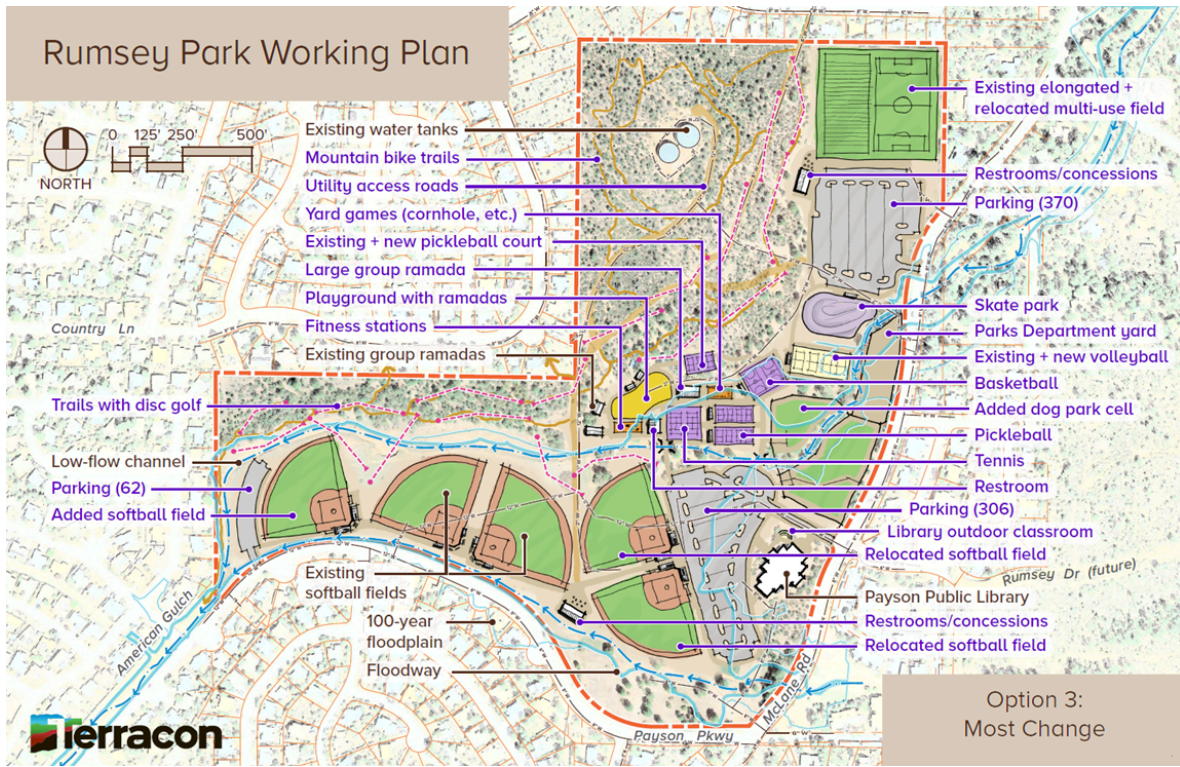 Rumsey Park Working Plan
0 125' 250' 500'
NORTH
Existing water tanks
Mountain bike trails
Utility access roads
Yard games (cornhole, etc.)
Existing + new pickleball court
Large group ramada
Playground with ramadas
Fitness stations
Existing group ramadas
Country Ln
Trails with disc golf
Low-flow channel
Parking (62)
Added softball field
American Gulch
Existing
softball fields
100-year
floodplain
Floodway
Existing elongated +
relocated multi-use field
Restrooms/concessions
Parking (370)
Skate park
Parks Department yard
Existing + new volleyball
Basketball
Added dog park cell
Pickleball
Tennis
Restroom
Parking (306)
Library outdoor classroom
Relocated softball field
Rumsey Dr (future)
Payson Public Library
Restrooms/concessions
Relocated softball field
McLane Rd
Payson Pkwy
Terracon
Option 3:
Most Change